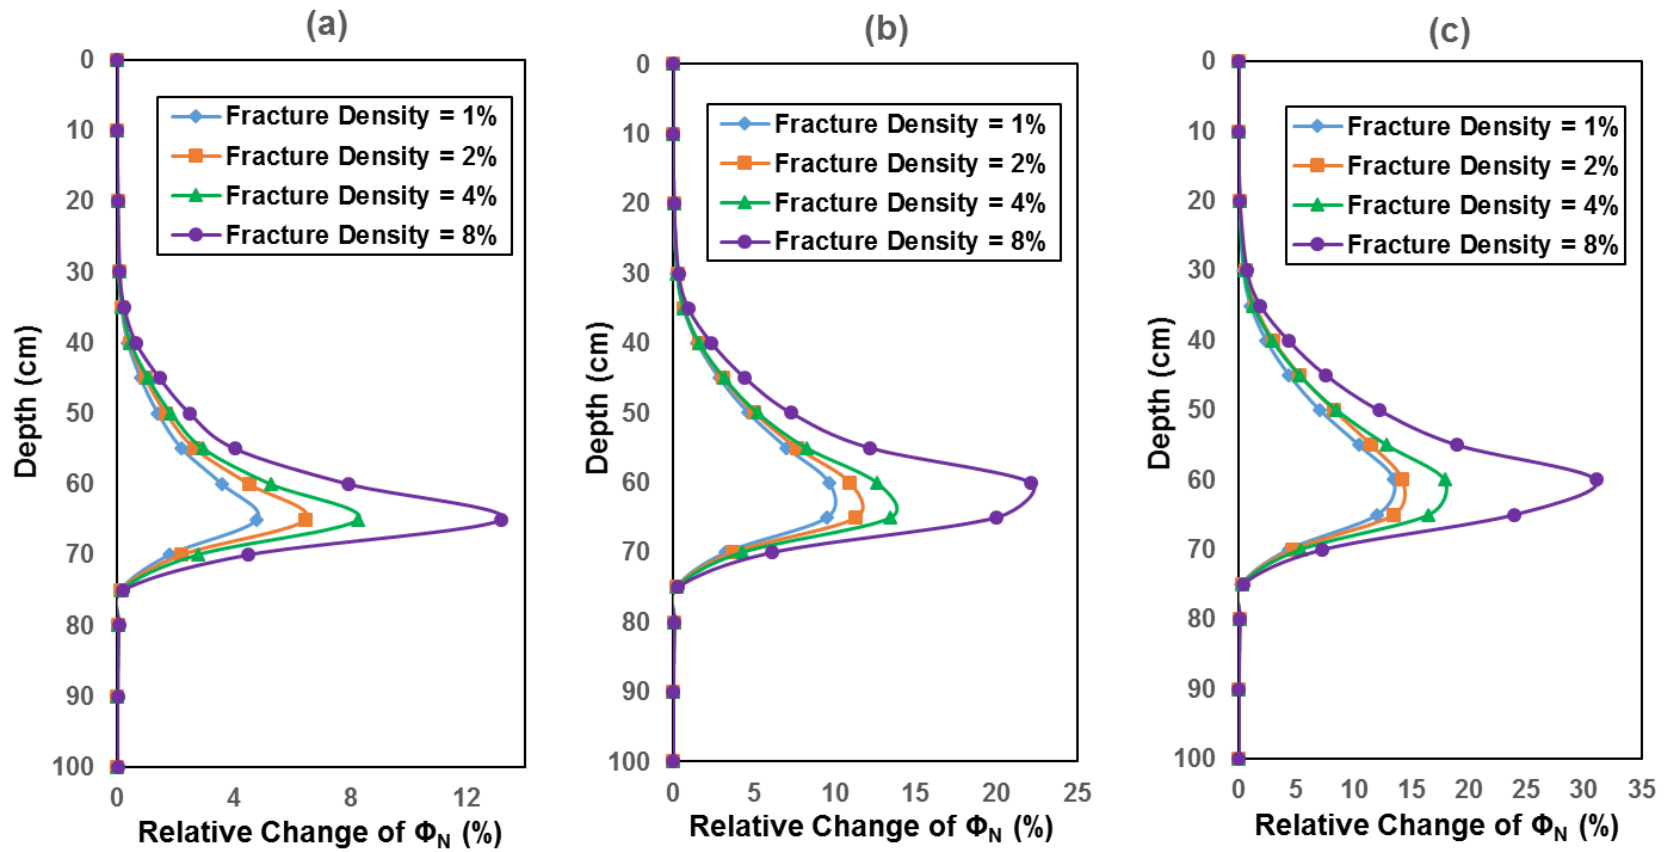 (a)
0
10
20
30
40
50
60
70
80
90
100
Depth (cm)
Fracture Density = 1%
Fracture Density = 2%
Fracture Density = 4%
Fracture Density = 8%
0 4 8 12
Relative Change of ΦN (%)
(b)
0
10
20
30
40
50
60
70
80
90
100
Depth (cm)
Fracture Density = 1%
Fracture Density = 2%
Fracture Density = 4%
Fracture Density = 8%
0 5 10 15 20 25
Relative Change of ΦN (%)
(c)
0
10
20
30
40
50
60
70
80
90
100
Depth (cm)
Fracture Density = 1%
Fracture Density = 2%
Fracture Density = 4%
Fracture Density = 8%
0 5 10 15 20 25 30 35
Relative Change of ΦN (%)